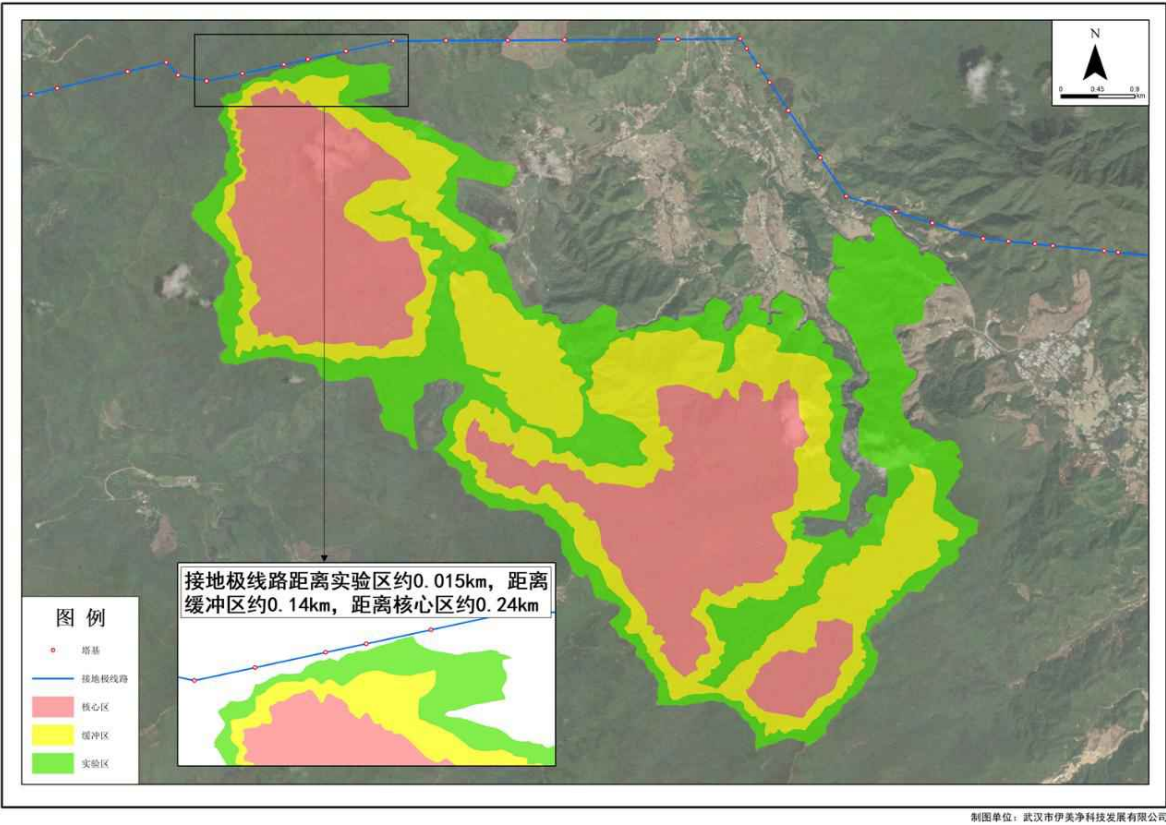 N
0 0.45 0.9
km
接地极线路距离实验区约0.015km，距离
缓冲区约0.14km，距离核心区约0.24km
图 例
塔基
接地极线路
核心区
缓冲区
实验区
制图单位：武汉市伊美净科技发展有限公司